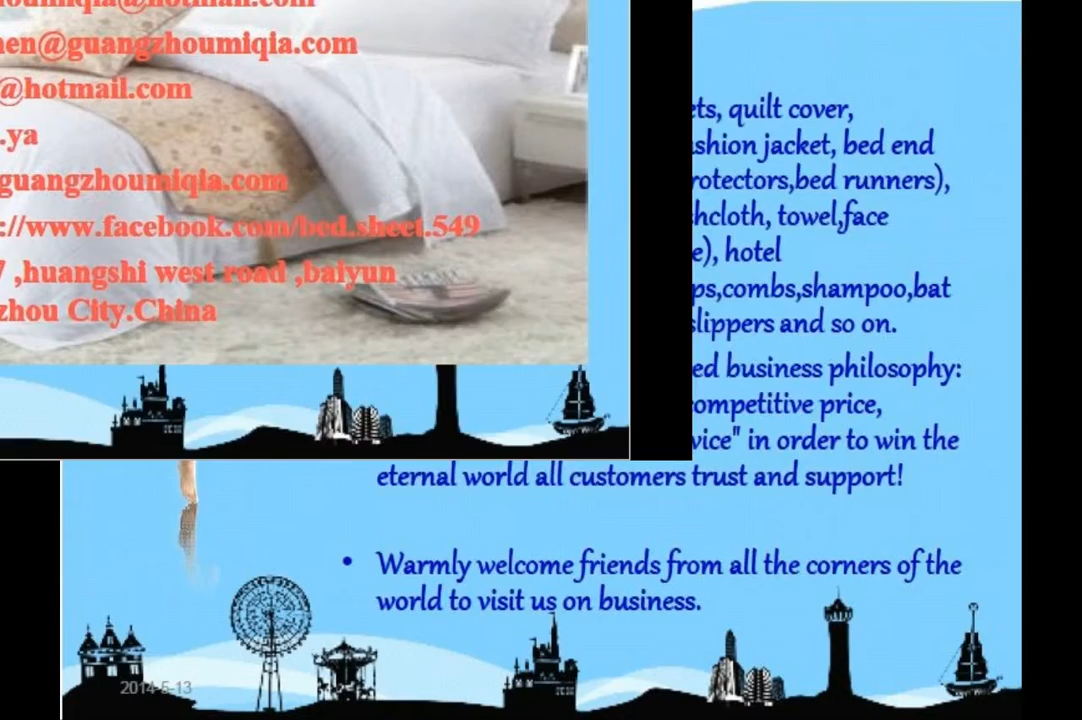 @hotmail.com
en@guangzhoumiqia.com
@hotmail.com
.ya
guangzhoumiqia.com
://www.facebook.com/bed.sheet.549
7 ,huangshi west road ,baiyun
zhou City.China
ets, quilt cover,
shion jacket, bed end
rotectors,bed runners),
hcloth, towel,face
e), hotel
ps,combs,shampoo,bat
slippers and so on.
ed business philosophy:
competitive price,
vice" in order to win the
eternal world all customers trust and support!
• Warmly welcome friends from all the corners of the
world to visit us on business.
2014-5-13